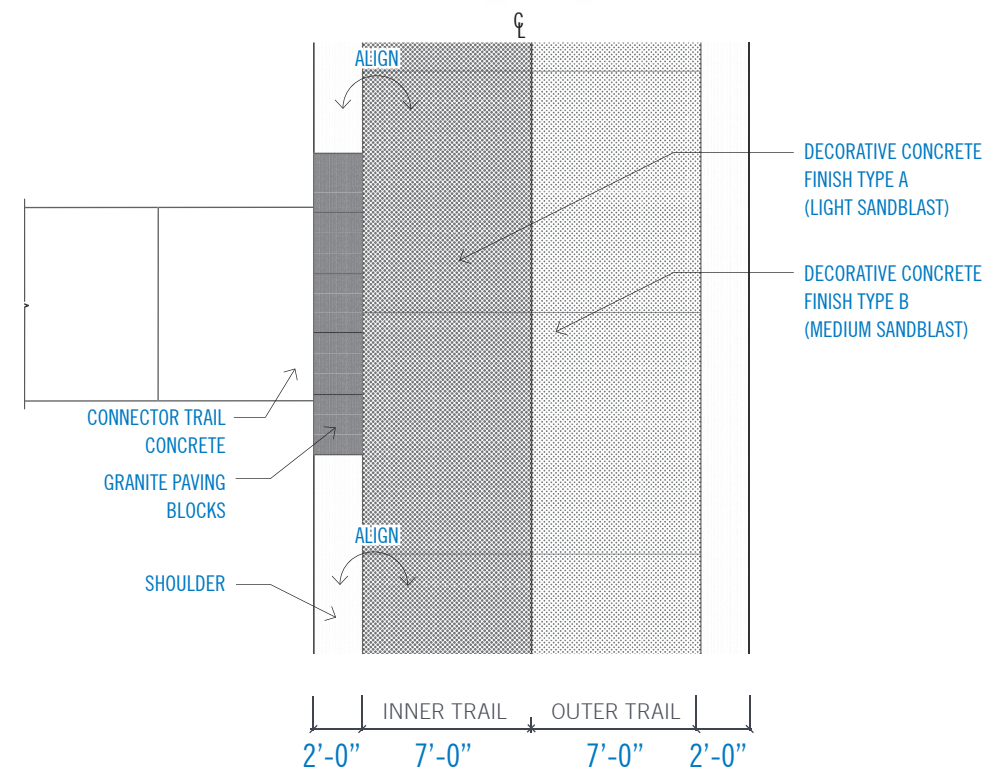 ℄
ALIGN
DECORATIVE CONCRETE
FINISH TYPE A
(LIGHT SANDBLAST)
DECORATIVE CONCRETE
FINISH TYPE B
(MEDIUM SANDBLAST)
CONNECTOR TRAIL
CONCRETE
GRANITE PAVING
BLOCKS
ALIGN
SHOULDER
INNER TRAIL OUTER TRAIL
2’-0” 7’-0” 7’-0” 2’-0”